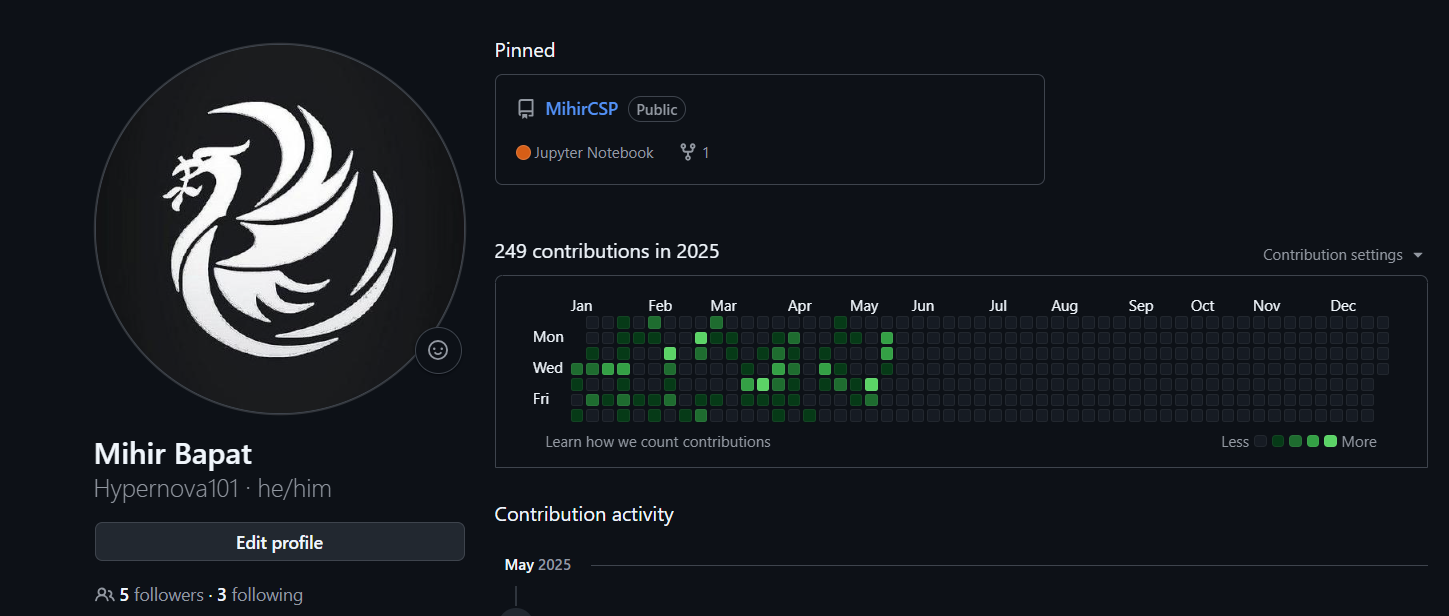 Pinned
MihirCSP Public
Jupyter Notebook 1
249 contributions in 2025
Contribution settings
Jan Feb Mar Apr May Jun Jul Aug Sep Oct Nov Dec
Mon
Wed
Fri
Learn how we count contributions
Less More
Mihir Bapat
Hypernova101 · he/him
Edit profile
5 followers · 3 following
Contribution activity
May 2025